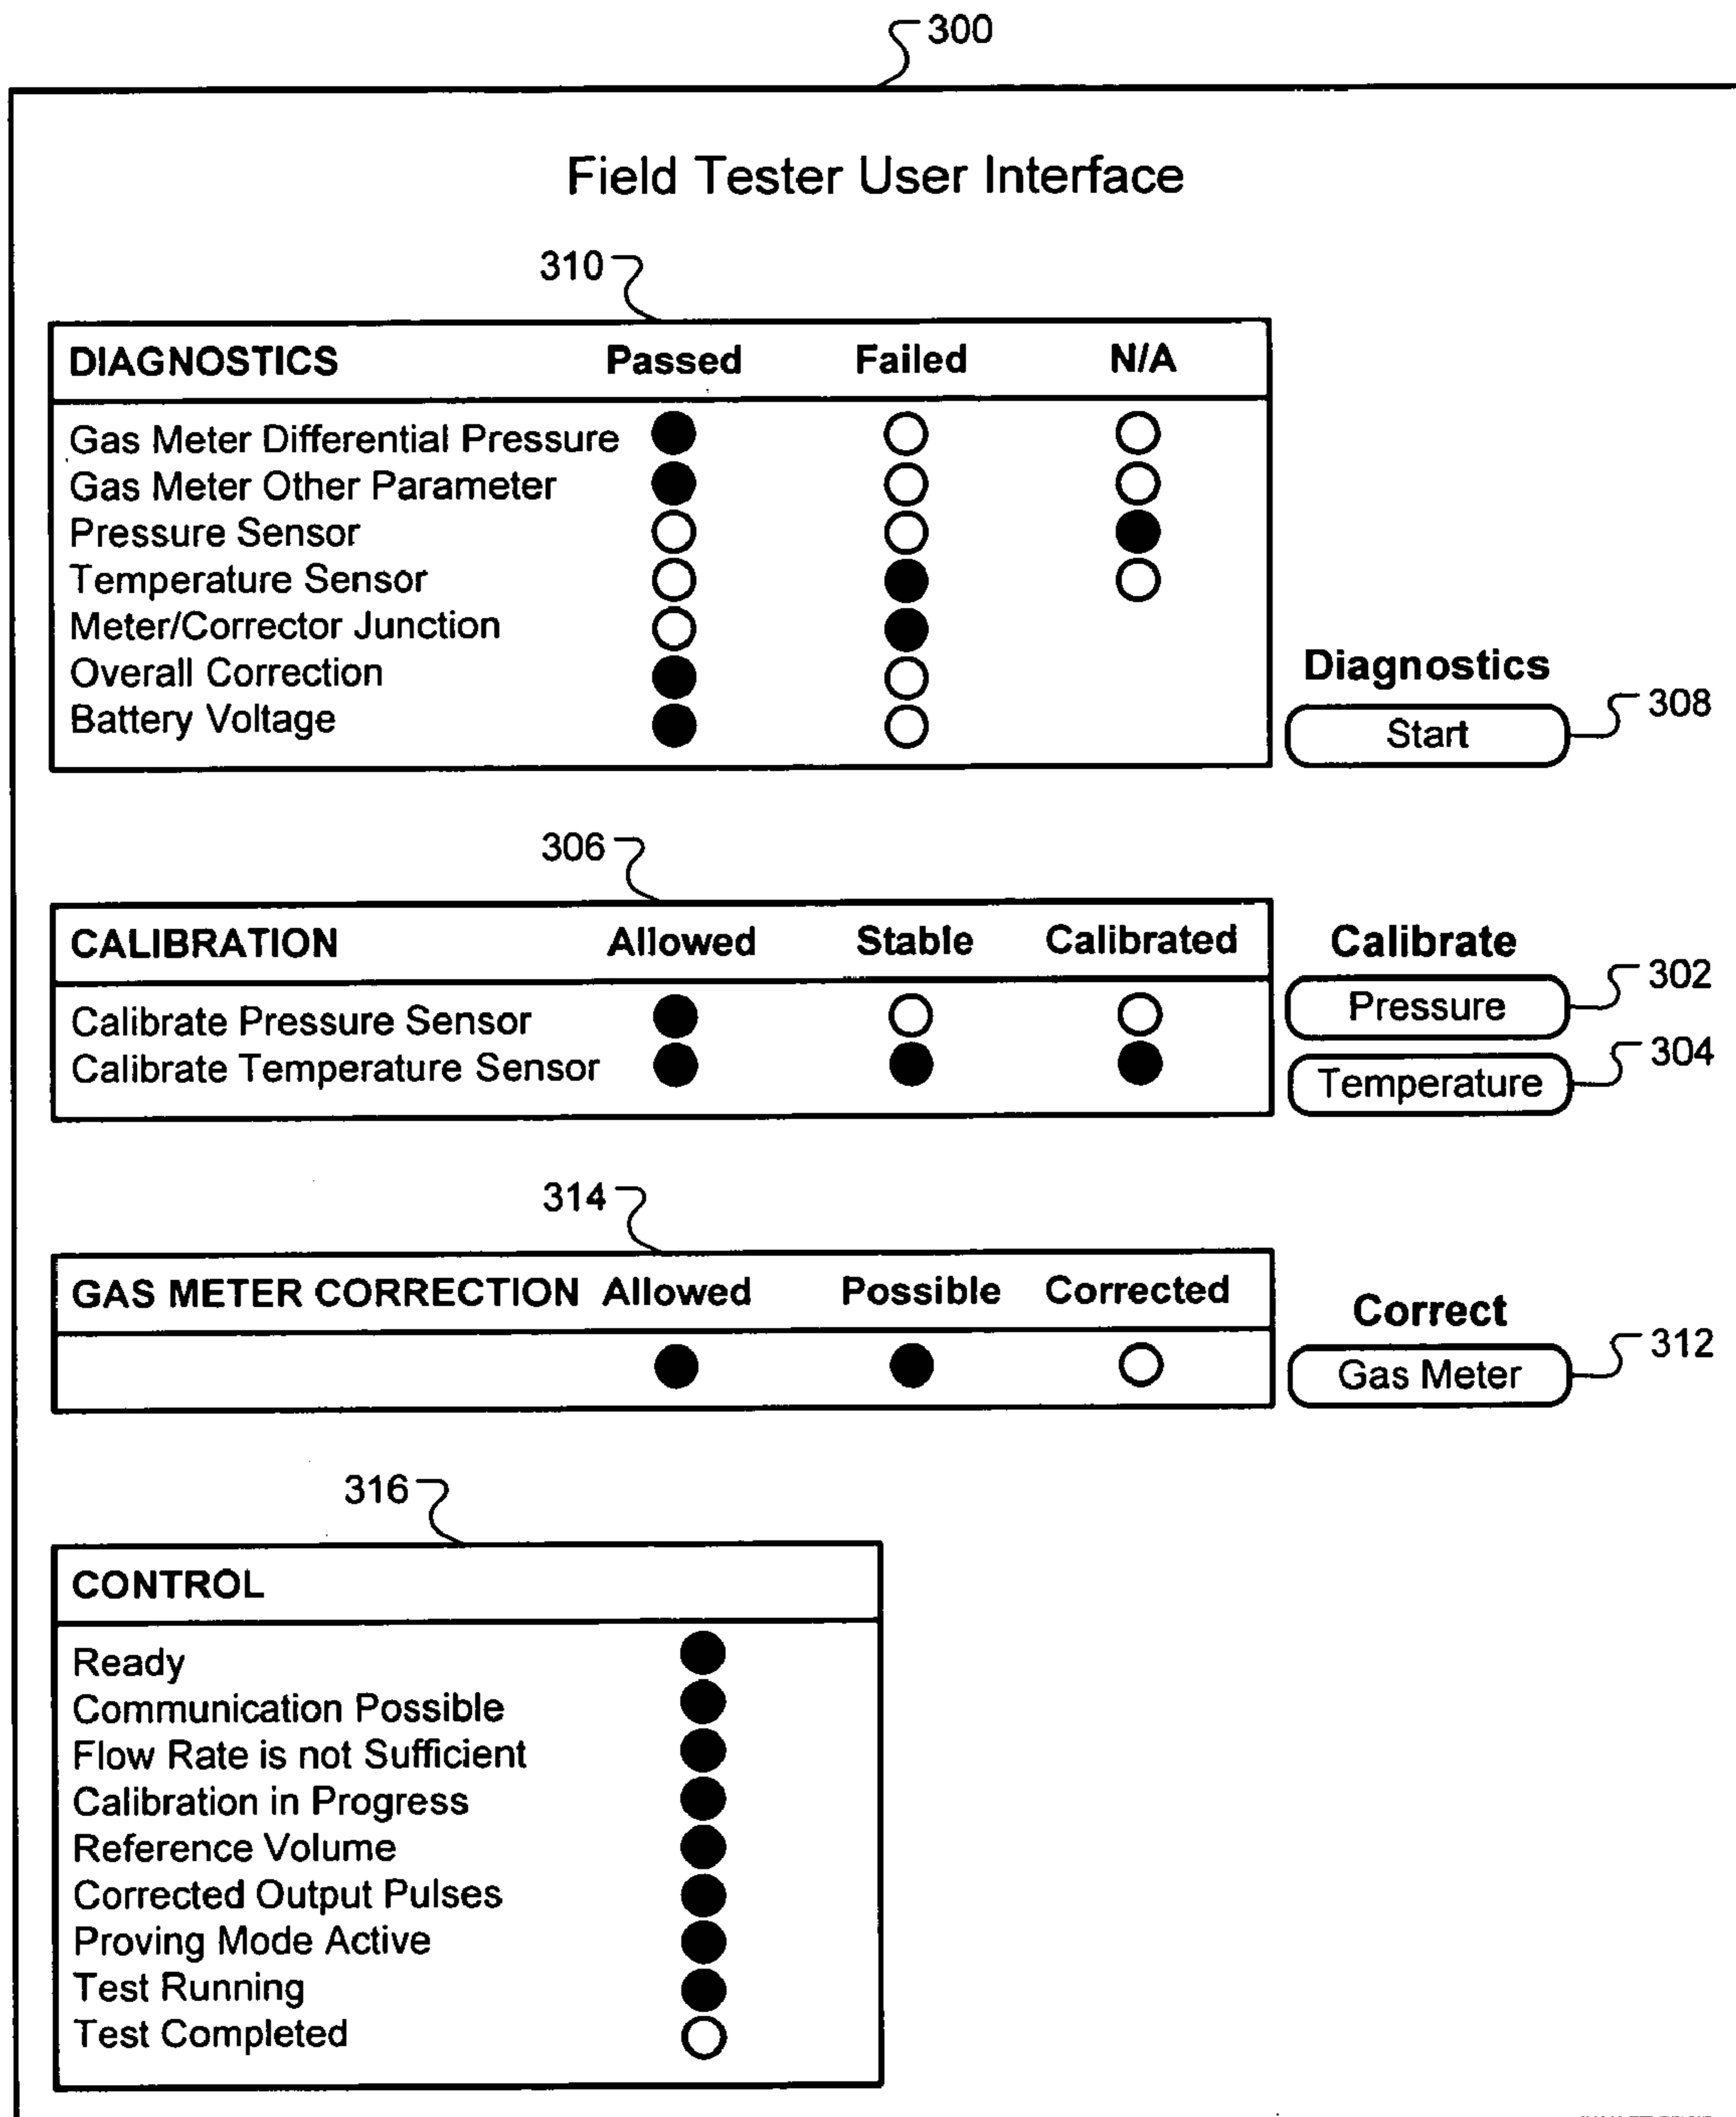 300
Field Tester User Interface
310
DIAGNOSTICS Passed Failed N/A
Gas Meter Differential Pressure
Gas Meter Other Parameter
Pressure Sensor
Temperature Sensor
Meter/Corrector Junction
Overall Correction
Battery Voltage
Diagnostics
Start
308
306
CALIBRATION Allowed Stable Calibrated
Calibrate Pressure Sensor
Calibrate Temperature Sensor
Calibrate
Pressure
302
Temperature
304
314
GAS METER CORRECTION Allowed Possible Corrected
Correct
Gas Meter
312
316
CONTROL
Ready
Communication Possible
Flow Rate is not Sufficient
Calibration in Progress
Reference Volume
Corrected Output Pulses
Proving Mode Active
Test Running
Test Completed